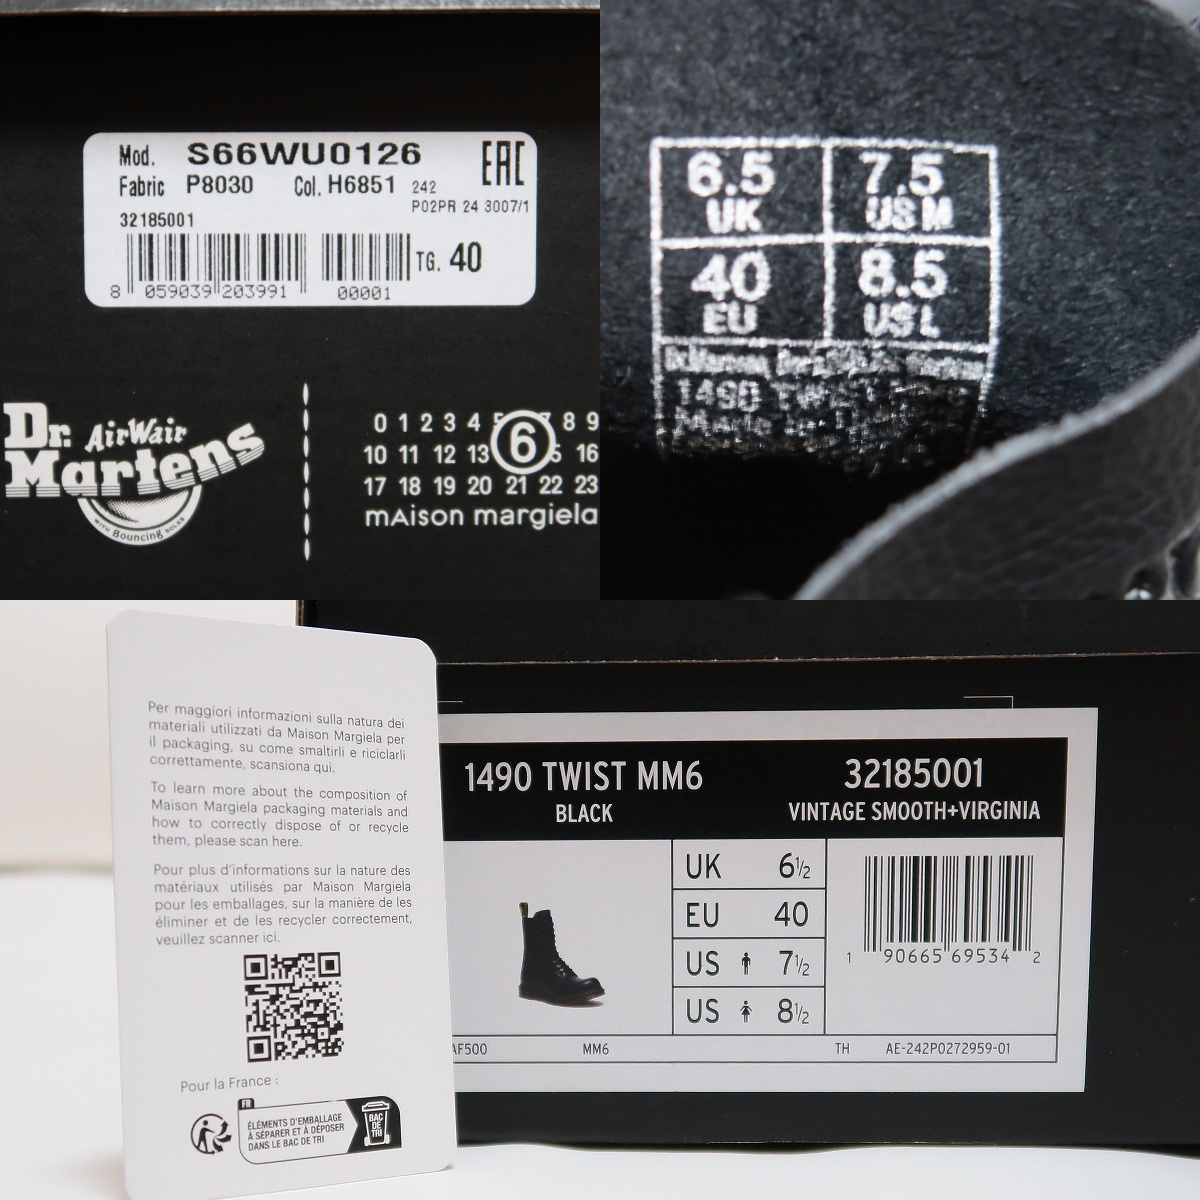 Mod. S66WU0126 EAC
Fabric P8030 Col. H6851 242
P02PR 24 3007/1
32185001
TG. 40
8 059039 203991 00001
Dr. AirWair
Martens
WITH Bouncing SOLES
0 1 2 3 4 5 6 7 8 9
10 11 12 13 16
17 18 19 20 21 22 23
mAison margiela
6.5 7.5
UK US M
40 8.5
EU US L
1490 TWIST
Per maggiori informazioni sulla natura dei
materiali utilizzati da Maison Margiela per
il packaging, su come smaltirli e riciclarli
correttamente, scansiona qui.
To learn more about the composition of
Maison Margiela packaging materials and
how to correctly dispose of or recycle
them, please scan here.
Pour plus d'informations sur la nature des
matériaux utilisés par Maison Margiela
pour les emballages, sur la manière de les
éliminer et de les recycler correctement,
veuillez scanner ici.
Pour la France :
FR
ÉLÉMENTS D'EMBALLAGE
À SÉPARER ET À DÉPOSER
DANS LE BAC DE TRI
BAC
DE
TRI
1490 TWIST MM6 32185001
BLACK VINTAGE SMOOTH+VIRGINIA
UK 6½
EU 40
US 7½
US 8½
1 90665 69534 2
AF500 MM6 TH AE-242P0272959-01